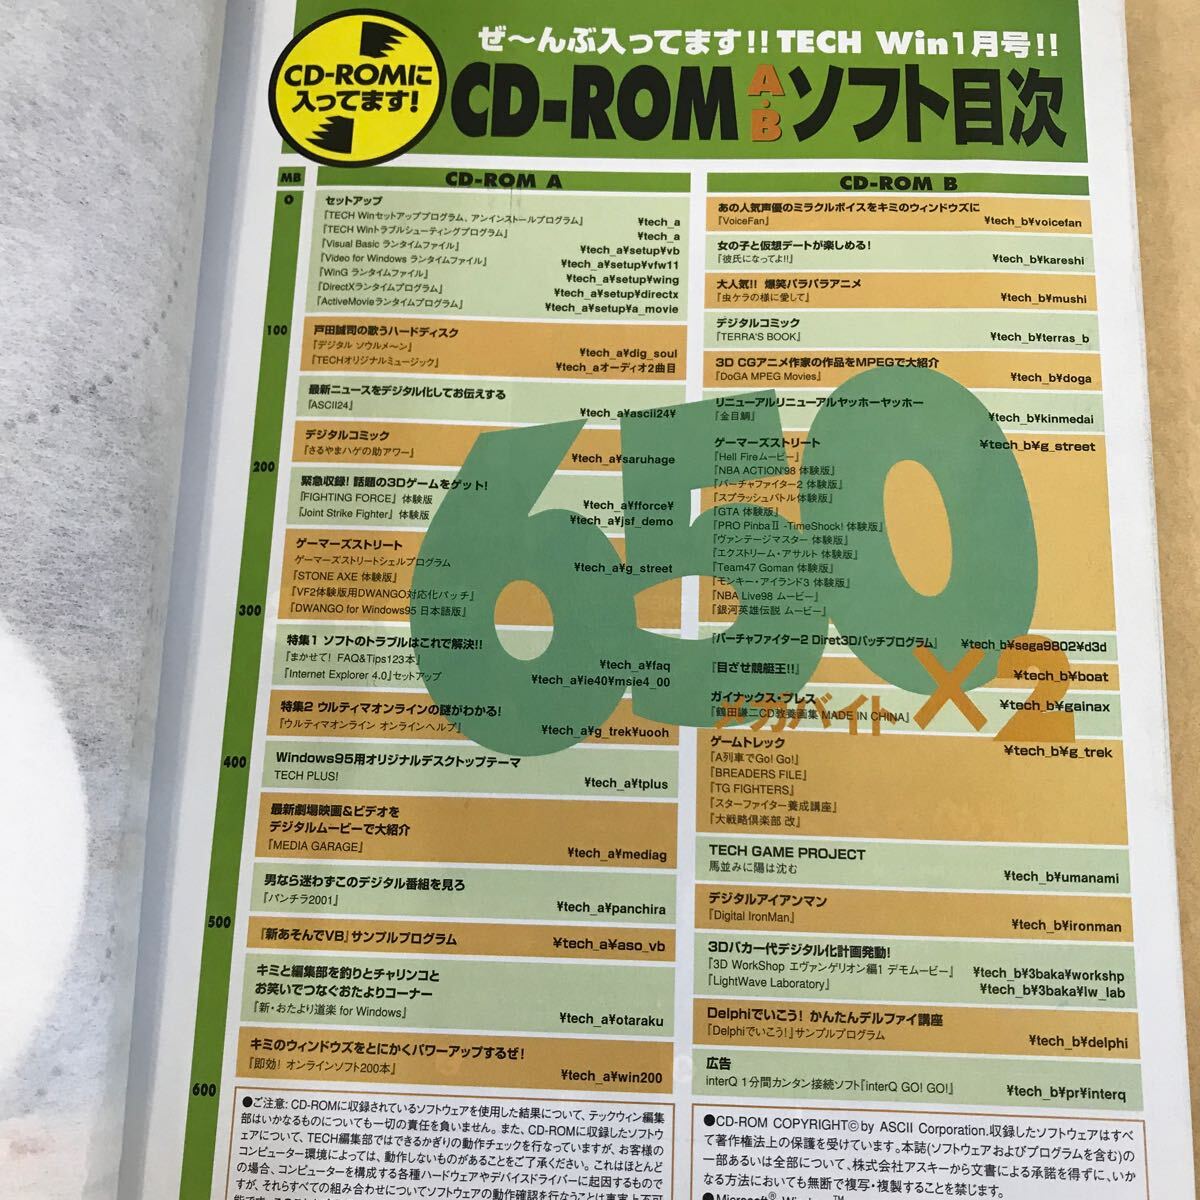 CD-ROMに
入ってます!
ぜ〜んぶ入ってます!! TECH Win1月号!!
CD-ROM A・B ソフト目次
MB
0
100
200
300
400
500
600
650
メガバイト×2
CD-ROM A
セットアップ
『TECH Winセットアッププログラム、アンインストールプログラム』 ¥tech_a
『TECH Winトラブルシューティングプログラム』 ¥tech_a
『Visual Basic ランタイムファイル』 ¥tech_a¥setup¥vb
『Video for Windows ランタイムファイル』 ¥tech_a¥setup¥vfw11
『WinG ランタイムファイル』 ¥tech_a¥setup¥wing
『DirectXランタイムプログラム』 ¥tech_a¥setup¥directx
『ActiveMovieランタイムプログラム』 ¥tech_a¥setup¥a_movie
戸田誠司の歌うハードディスク
『デジタル ソウルメ〜ン』 ¥tech_a¥dig_soul
『TECHオリジナルミュージック』 ¥tech_aオーディオ2曲目
最新ニュースをデジタル化してお伝えする
『ASCII24』 ¥tech_a¥ascii24¥
デジタルコミック
『さるやまハゲの助アワー』 ¥tech_a¥saruhage
緊急収録! 話題の3Dゲームをゲット!
『FIGHTING FORCE』 体験版 ¥tech_a¥fforce¥
『Joint Strike Fighter』 体験版 ¥tech_a¥jsf_demo
ゲーマーズストリート
ゲーマーズストリートシェルプログラム ¥tech_a¥g_street
『STONE AXE 体験版』
『VF2体験版用DWANGO対応化パッチ』
『DWANGO for Windows95 日本語版』
特集1 ソフトのトラブルはこれで解決!!
『まかせて! FAQ&Tips123本』 ¥tech_a¥faq
『Internet Explorer 4.0』セットアップ ¥tech_a¥ie40¥msie4_00
特集2 ウルティマオンラインの謎がわかる!
『ウルティマオンライン オンラインヘルプ』 ¥tech_a¥g_trek¥uooh
Windows95用オリジナルデスクトップテーマ
TECH PLUS! ¥tech_a¥tplus
最新劇場映画&ビデオを
デジタルムービーで大紹介
『MEDIA GARAGE』 ¥tech_a¥mediag
男なら迷わずこのデジタル番組を見ろ
『パンチラ2001』 ¥tech_a¥panchira
『新あそんでVB』サンプルプログラム ¥tech_a¥aso_vb
キミと編集部を釣りとチャリンコと
お笑いでつなぐおたよりコーナー
『新・おたより道楽 for Windows』 ¥tech_a¥otaraku
キミのウィンドウズをとにかくパワーアップするぜ!
『即効! オンラインソフト200本』 ¥tech_a¥win200
●ご注意: CD-ROMに収録されているソフトウェアを使用した結果について、テックウィン編集
部はいかなるものについても一切の責任を負いません。また、CD-ROMに収録したソフトウ
ェアについて、TECH編集部ではできるかぎりの動作チェックを行なっていますが、お客様の
コンピューター環境によっては、動作しないものがあることをご了承ください。これはほとんど
の場合、コンピューターを構成する各種ハードウェアやデバイスドライバーに起因するもので
すが、それらすべての組み合わせについてソフトウェアの動作確認を行なうことは事実上不可
CD-ROM B
あの人気声優のミラクルボイスをキミのウィンドウズに
『VoiceFan』 ¥tech_b¥voicefan
女の子と仮想デートが楽しめる!
『彼氏になってよ!!』 ¥tech_b¥kareshi
大人気!! 爆笑パラパラアニメ
『虫ケラの様に愛して』 ¥tech_b¥mushi
デジタルコミック
『TERRA'S BOOK』 ¥tech_b¥terras_b
3D CGアニメ作家の作品をMPEGで大紹介
『DoGA MPEG Movies』 ¥tech_b¥doga
リニューアルリニューアルヤッホーヤッホー
『金目鯛』 ¥tech_b¥kinmedai
ゲーマーズストリート ¥tech_b¥g_street
『Hell Fireムービー』
『NBA ACTION'98 体験版』
『バーチャファイター2 体験版』
『スプラッシュバトル体験版』
『GTA 体験版』
『PRO PinbaⅡ -TimeShock! 体験版』
『ヴァンテージマスター 体験版』
『エクストリーム・アサルト 体験版』
『Team47 Goman 体験版』
『モンキー・アイランド3 体験版』
『NBA Live98 ムービー』
『銀河英雄伝説 ムービー』
『バーチャファイター2 Diret3Dパッチプログラム』 ¥tech_b¥sega9802¥d3d
『目ざせ競艇王!!』 ¥tech_b¥boat
ガイナックス・プレス ¥tech_b¥gainax
『鶴田謙二CD教養画集 MADE IN CHINA』
ゲームトレック ¥tech_b¥g_trek
『A列車でGo! Go!』
『BREADERS FILE』
『TG FIGHTERS』
『スターファイター養成講座』
『大戦略倶楽部 改』
TECH GAME PROJECT
馬並みに陽は沈む ¥tech_b¥umanami
デジタルアイアンマン
『Digital IronMan』 ¥tech_b¥ironman
3Dバカ一代デジタル化計画発動!
『3D WorkShop エヴァンゲリオン編1 デモムービー』 ¥tech_b¥3baka¥workshp
『LightWave Laboratory』 ¥tech_b¥3baka¥lw_lab
Delphiでいこう! かんたんデルファイ講座
『Delphiでいこう!』サンプルプログラム ¥tech_b¥delphi
広告
interQ 1分間カンタン接続ソフト『interQ GO! GO!』 ¥tech_b¥pr¥interq
●CD-ROM COPYRIGHT©by ASCII Corporation.収録したソフトウェアはすべ
て著作権法上の保護を受けています。本誌(ソフトウェアおよびプログラムを含む)の
一部あるいは全部について、株式会社アスキーから文書による承諾を得ずに、いか
なる方法においても無断で複写・複製することを禁じます。